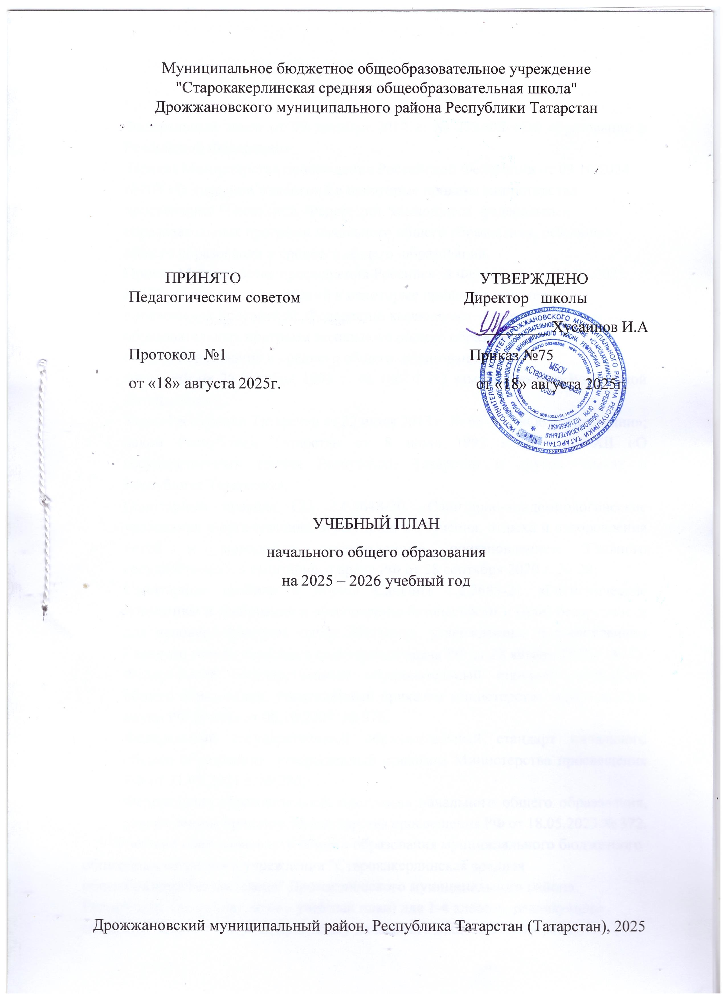 Муниципальное бюджетное общеобразовательное учреждение
"Старокакерлинская средняя общеобразовательная школа"
Дрожжановского муниципального района Республики Татарстан
ПРИНЯТО
Педагогическим советом
Протокол №1
от «18» августа 2025г.
УТВЕРЖДЕНО
Директор школы
Хусаинов И.А
Приказ №75
от «18» августа 2025г.
МБОУ
«Старокакерлинская
сош»
УЧЕБНЫЙ ПЛАН
начального общего образования
на 2025 – 2026 учебный год
Дрожжановский муниципальный район, Республика Татарстан (Татарстан), 2025